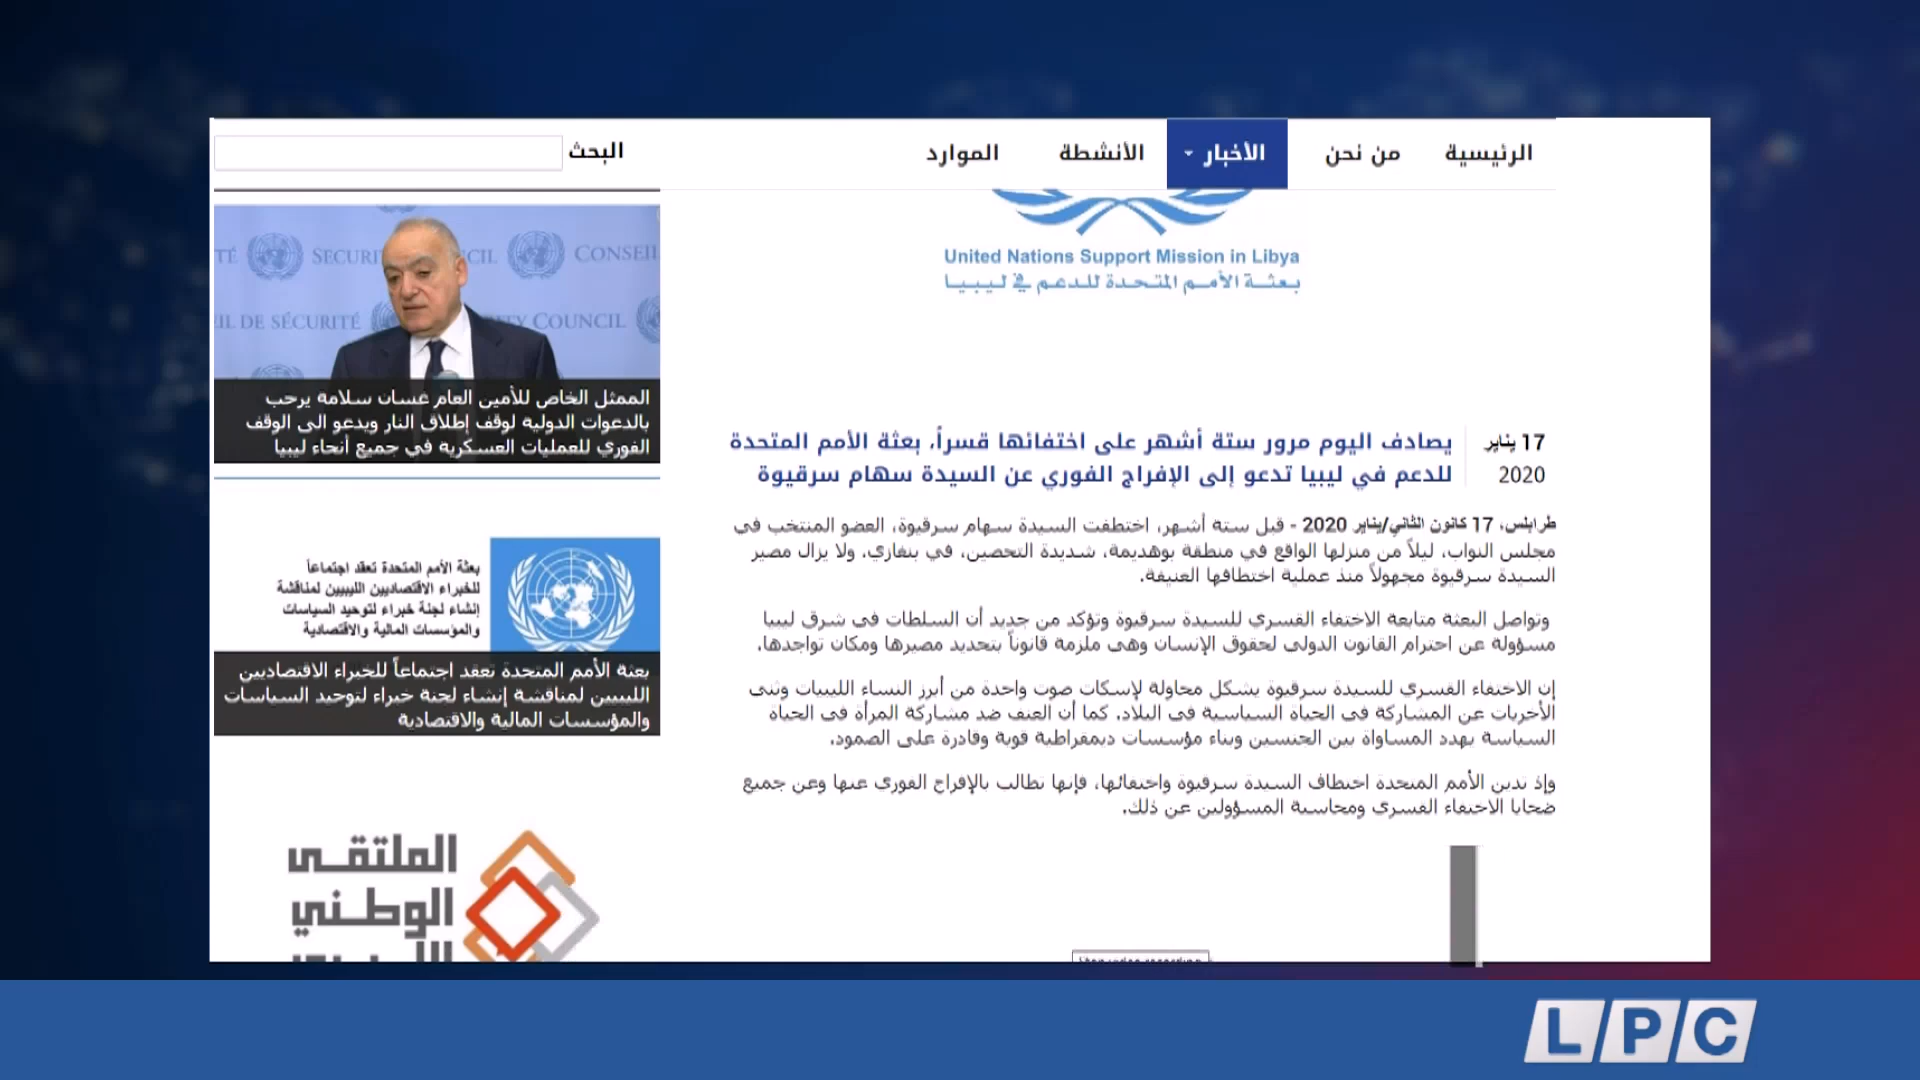 الرئيسية
من نحن
الأخبار
الأنشطة
الموارد
البحث
United Nations Support Mission in Libya
بعثة الأمم المتحدة للدعم في ليبيا
17 يناير
2020
يصادف اليوم مرور ستة أشهر على اختفائها قسراً، بعثة الأمم المتحدة
للدعم في ليبيا تدعو إلى الإفراج الفوري عن السيدة سهام سرقيوة
طرابلس، 17 كانون الثاني/يناير 2020 - قبل ستة أشهر، اختطفت السيدة سهام سرقيوة، العضو المنتخب في
مجلس النواب، ليلاً من منزلها الواقع في منطقة بوهديمة، شديدة التحصين، في بنغازي، ولا يزال مصير
السيدة سرقيوة مجهولاً منذ عملية اختطافها العنيفة.
وتواصل البعثة متابعة الاختفاء القسري للسيدة سرقيوة وتؤكد من جديد أن السلطات في شرق ليبيا
مسؤولة عن احترام القانون الدولي لحقوق الإنسان وهي ملزمة قانوناً بتحديد مصيرها ومكان تواجدها.
إن الاختفاء القسري للسيدة سرقيوة يشكل محاولة لإسكات صوت واحدة من أبرز النساء الليبيات وثني
الأخريات عن المشاركة في الحياة السياسية في البلاد. كما أن العنف ضد مشاركة المرأة في الحياة
السياسية يهدد المساواة بين الجنسين وبناء مؤسسات ديمقراطية قوية وقادرة على الصمود.
وإذ تدين الأمم المتحدة اختطاف السيدة سرقيوة واختفائها، فإنها تطالب بالإفراج الفوري عنها وعن جميع
ضحايا الاختفاء القسري ومحاسبة المسؤولين عن ذلك.
SECURITY COUNCIL
CONSEIL
EIL DE SÉCURITÉ
COUNCIL
الممثل الخاص للأمين العام غسان سلامة يرحب
بالدعوات الدولية لوقف إطلاق النار ويدعو الى الوقف
الفوري للعمليات العسكرية في جميع أنحاء ليبيا
بعثة الأمم المتحدة تعقد اجتماعاً
للخبراء الاقتصاديين الليبيين لمناقشة
إنشاء لجنة خبراء لتوحيد السياسات
والمؤسسات المالية والاقتصادية
بعثة الأمم المتحدة تعقد اجتماعاً للخبراء الاقتصاديين
الليبيين لمناقشة إنشاء لجنة خبراء لتوحيد السياسات
والمؤسسات المالية والاقتصادية
الملتقى
الوطني
LPC